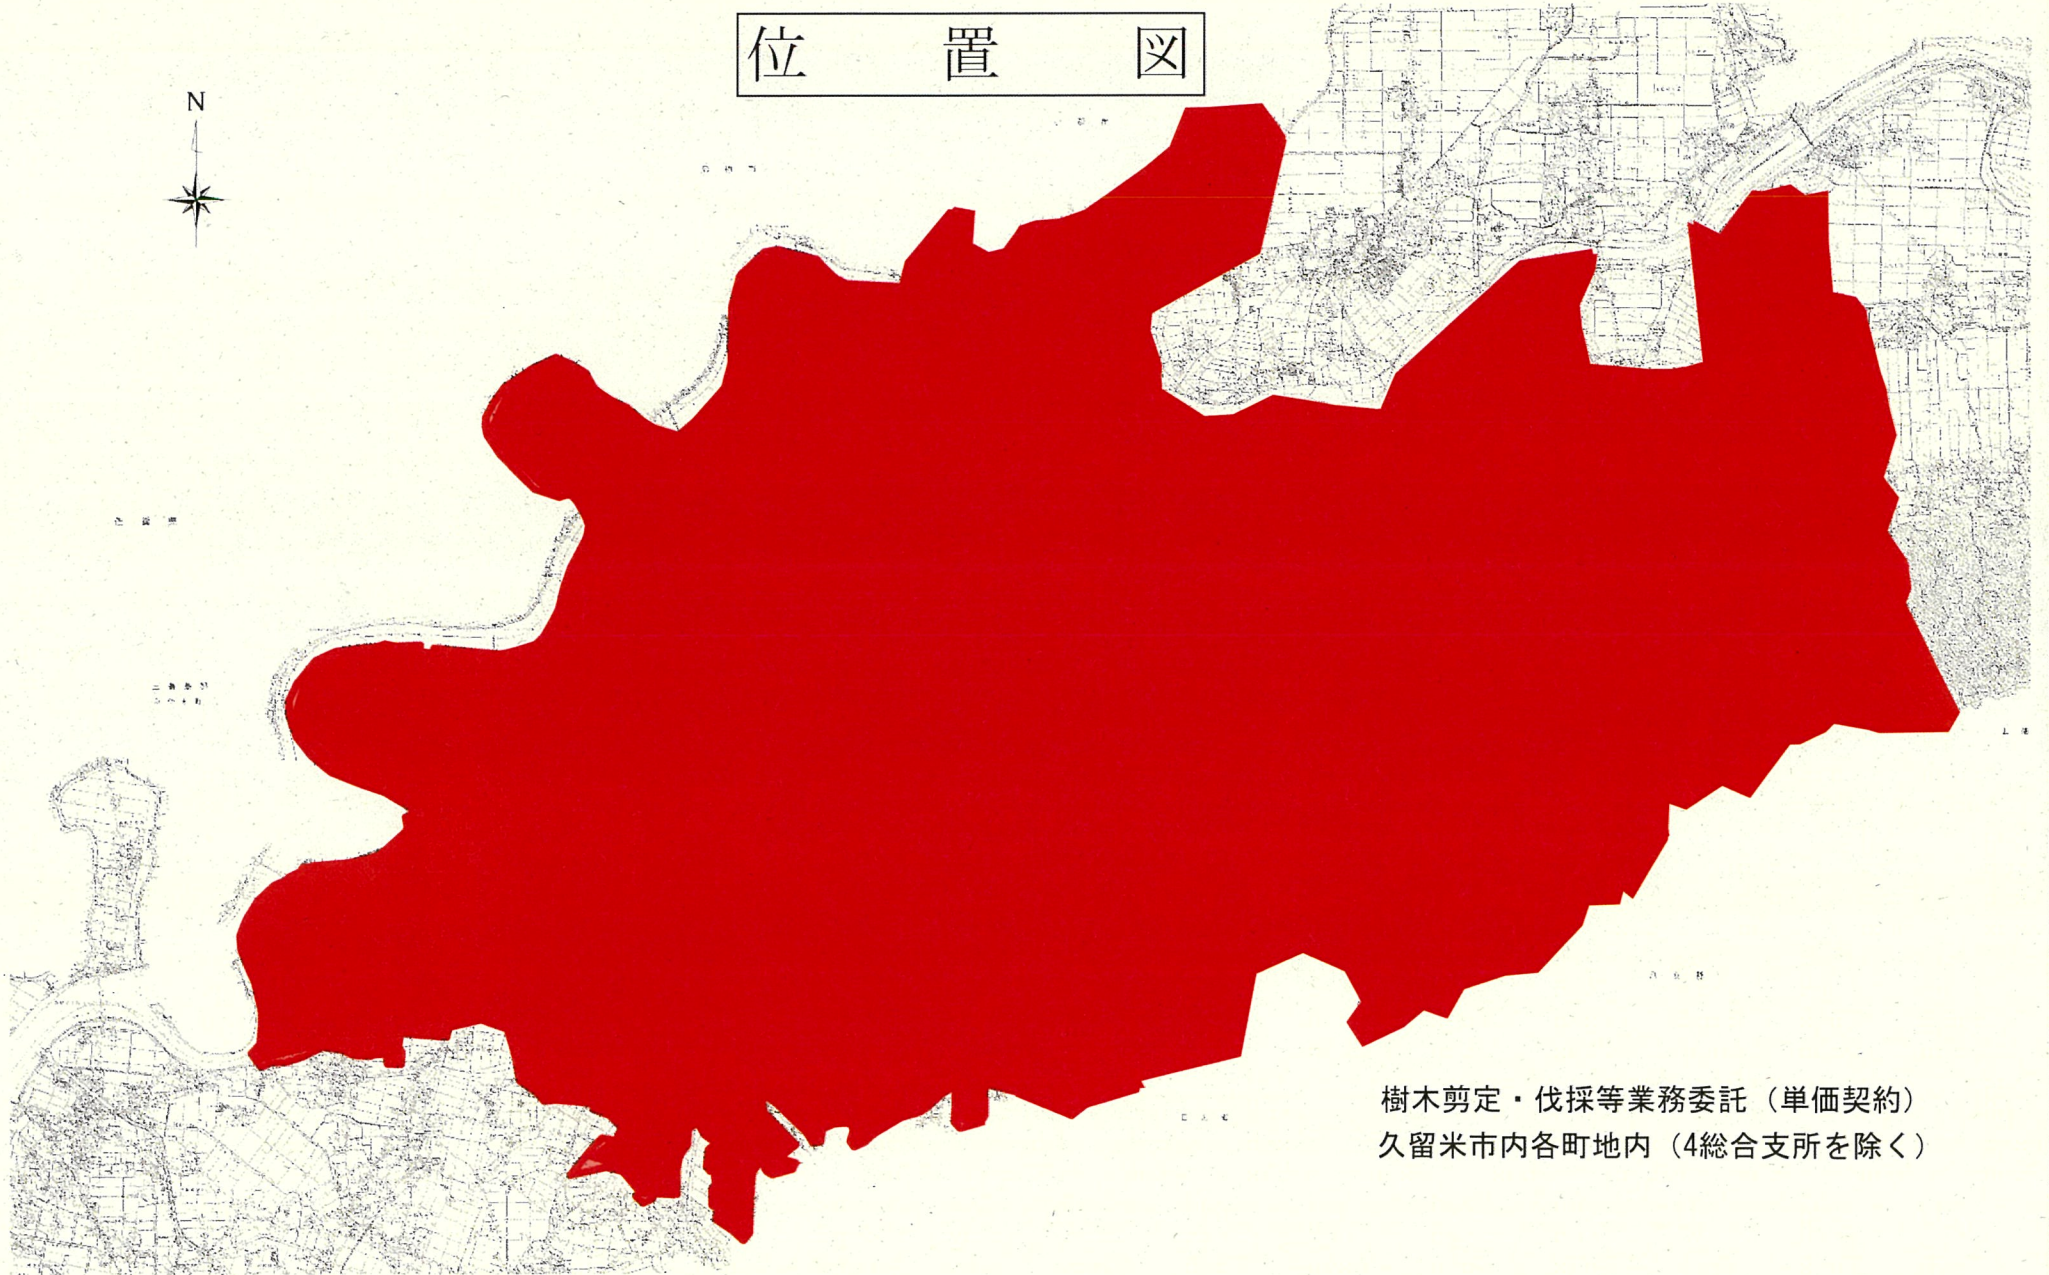 位置図
N
樹木剪定・伐採等業務委託（単価契約）
久留米市内各町地内（4総合支所を除く）